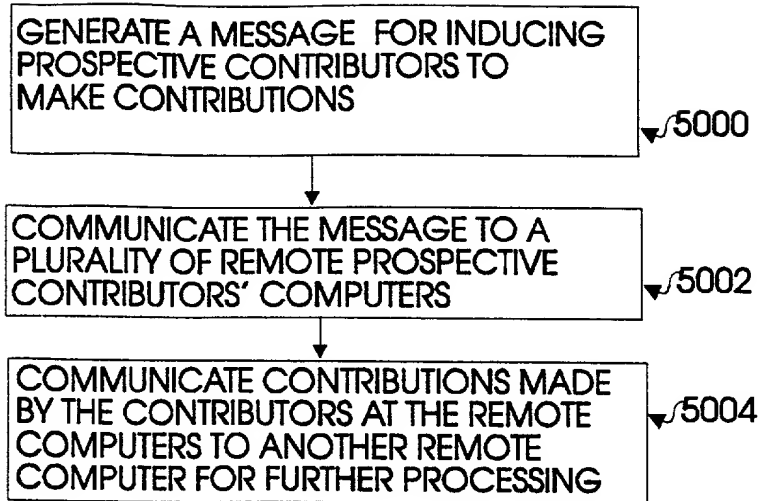 GENERATE A MESSAGE FOR INDUCING
PROSPECTIVE CONTRIBUTORS TO
MAKE CONTRIBUTIONS
5000
COMMUNICATE THE MESSAGE TO A
PLURALITY OF REMOTE PROSPECTIVE
CONTRIBUTORS' COMPUTERS
5002
COMMUNICATE CONTRIBUTIONS MADE
BY THE CONTRIBUTORS AT THE REMOTE
COMPUTERS TO ANOTHER REMOTE
COMPUTER FOR FURTHER PROCESSING
5004